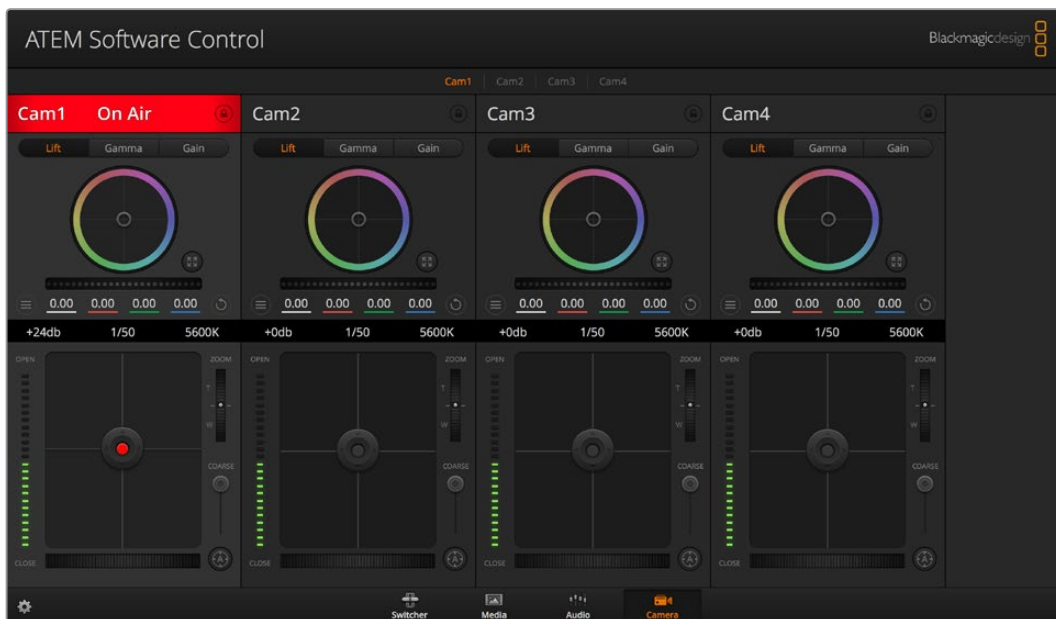 ATEM Software Control
Blackmagicdesign
Cam1 Cam2 Cam3 Cam4
Cam1 On Air
Cam2
Cam3
Cam4
Lift Gamma Gain
Lift Gamma Gain
Lift Gamma Gain
Lift Gamma Gain
0.00 0.00 0.00 0.00
0.00 0.00 0.00 0.00
0.00 0.00 0.00 0.00
0.00 0.00 0.00 0.00
+24db 1/50 5600K
+0db 1/50 5600K
+0db 1/50 5600K
+0db 1/50 5600K
OPEN ZOOM
OPEN ZOOM
OPEN ZOOM
OPEN ZOOM
T
T
T
T
W
W
W
W
COARSE
COARSE
COARSE
COARSE
CLOSE A
CLOSE A
CLOSE A
CLOSE A
Switcher Media Audio Camera